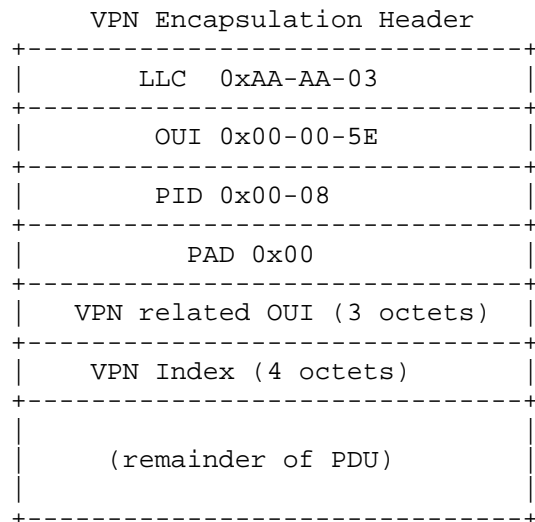 VPN Encapsulation Header
LLC 0xAA-AA-03
OUI 0x00-00-5E
PID 0x00-08
PAD 0x00
VPN related OUI (3 octets)
VPN Index (4 octets)
(remainder of PDU)